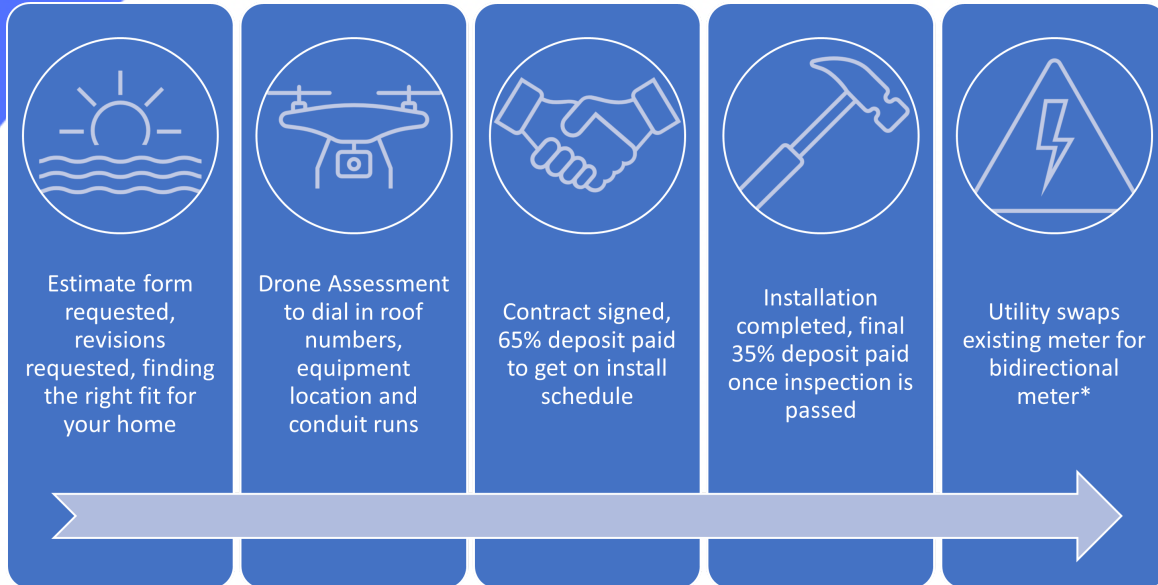 Estimate form
requested,
revisions
requested, finding
the right fit for
your home
Drone Assessment
to dial in roof
numbers,
equipment
location and
conduit runs
Contract signed,
65% deposit paid
to get on install
schedule
Installation
completed, final
35% deposit paid
once inspection is
passed
Utility swaps
existing meter for
bidirectional
meter*